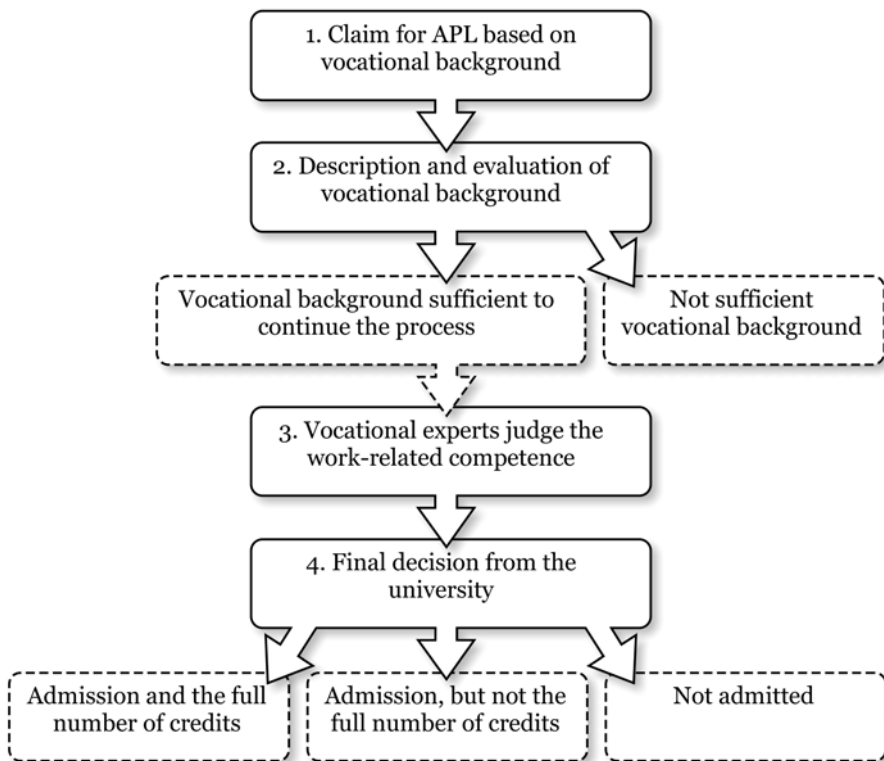 1. Claim for APL based on
vocational background
2. Description and evaluation of
vocational background
Vocational background sufficient to
continue the process
Not sufficient
vocational background
3. Vocational experts judge the
work-related competence
4. Final decision from the
university
Admission and the full
number of credits
Admission, but not the
full number of credits
Not admitted